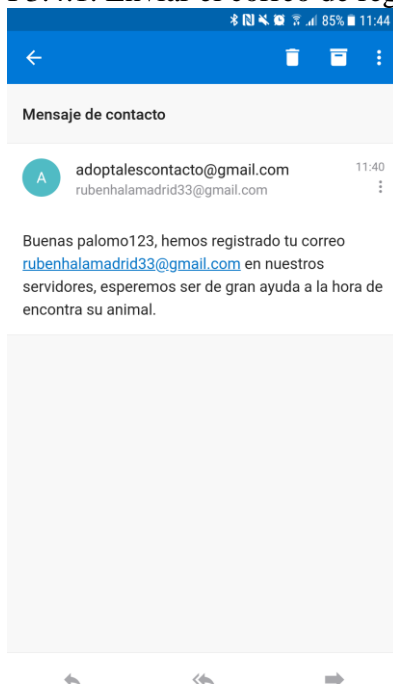 85% 11:44
Mensaje de contacto
A
adoptalescontacto@gmail.com 11:40
rubenhalamadrid33@gmail.com
Buenas palomo123, hemos registrado tu correo
rubenhalamadrid33@gmail.com en nuestros
servidores, esperemos ser de gran ayuda a la hora de
encontra su animal.